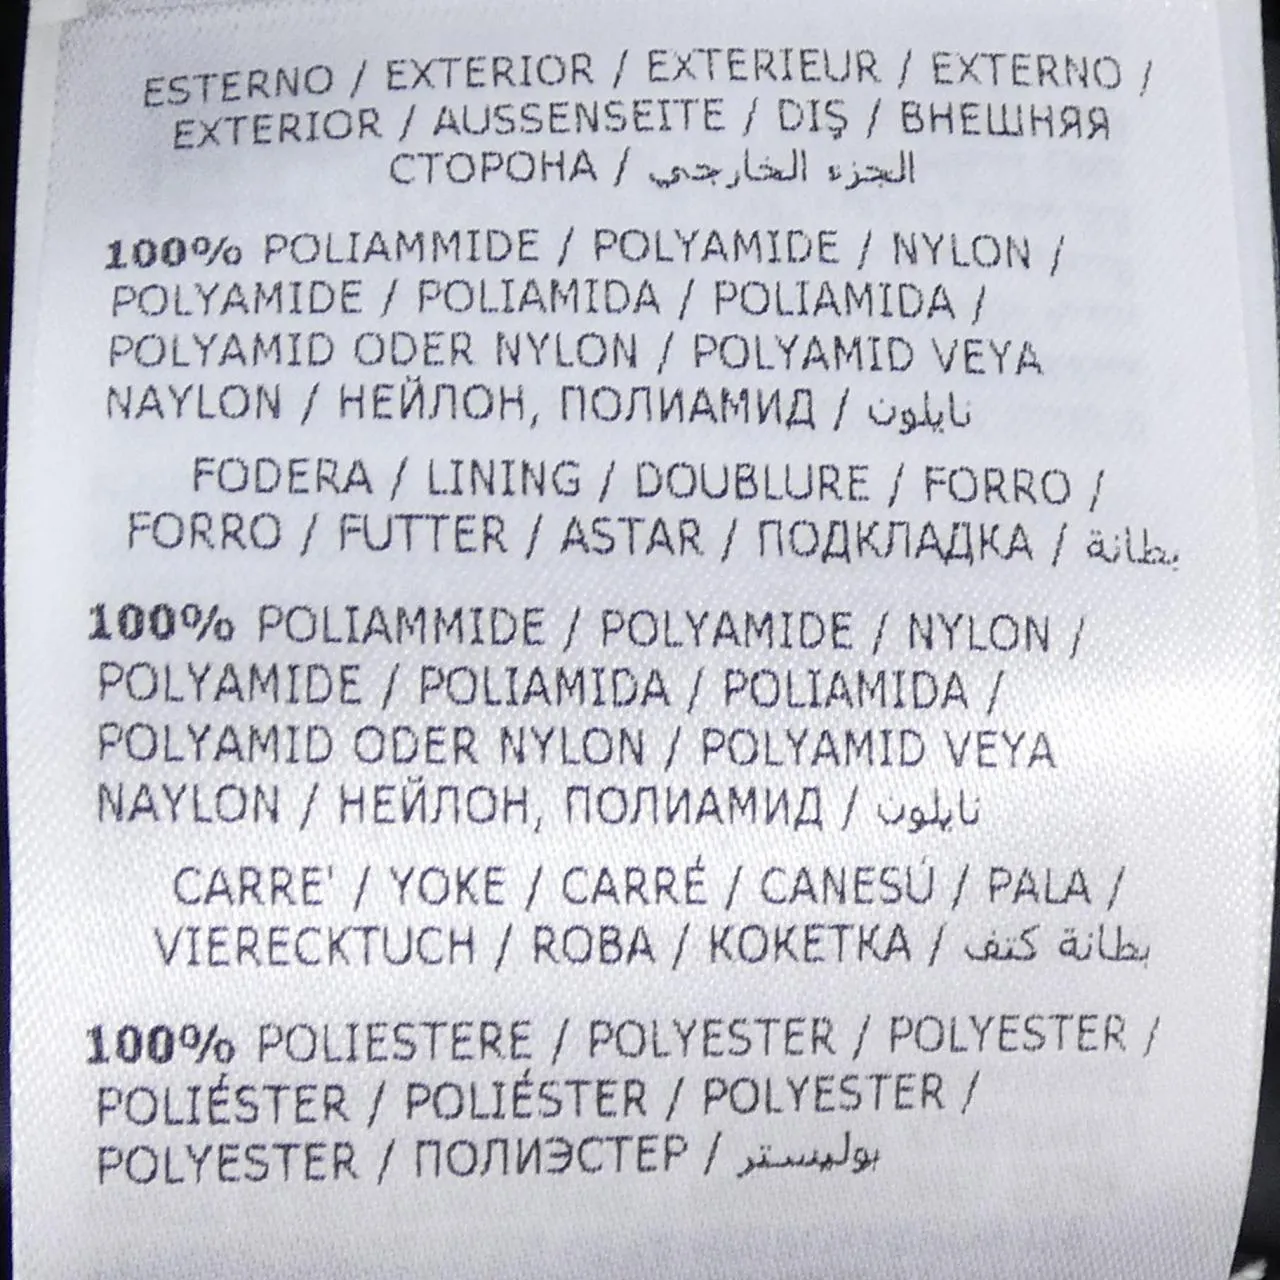 ESTERNO / EXTERIOR / EXTERIEUR / EXTERNO /
EXTERIOR / AUSSENSEITE / DIŞ / ВНЕШНЯЯ
СТОРОНА / الجزء الخارجي
100% POLIAMMIDE / POLYAMIDE / NYLON /
POLYAMIDE / POLIAMIDA / POLIAMIDA /
POLYAMID ODER NYLON / POLYAMID VEYA
NAYLON / НЕЙЛОН, ПОЛИАМИД / نايلون
FODERA / LINING / DOUBLURE / FORRO /
FORRO / FUTTER / ASTAR / ПОДКЛАДКА / بطانة
100% POLIAMMIDE / POLYAMIDE / NYLON /
POLYAMIDE / POLIAMIDA / POLIAMIDA /
POLYAMID ODER NYLON / POLYAMID VEYA
NAYLON / НЕЙЛОН, ПОЛИАМИД / نايلون
CARRE' / YOKE / CARRÉ / CANESÚ / PALA /
VIERECKTUCH / ROBA / КОКЕТКА / بطانة كتف
100% POLIESTERE / POLYESTER / POLYESTER /
POLIÉSTER / POLIÉSTER / POLYESTER /
POLYESTER / ПОЛИЭСТЕР / بوليستر